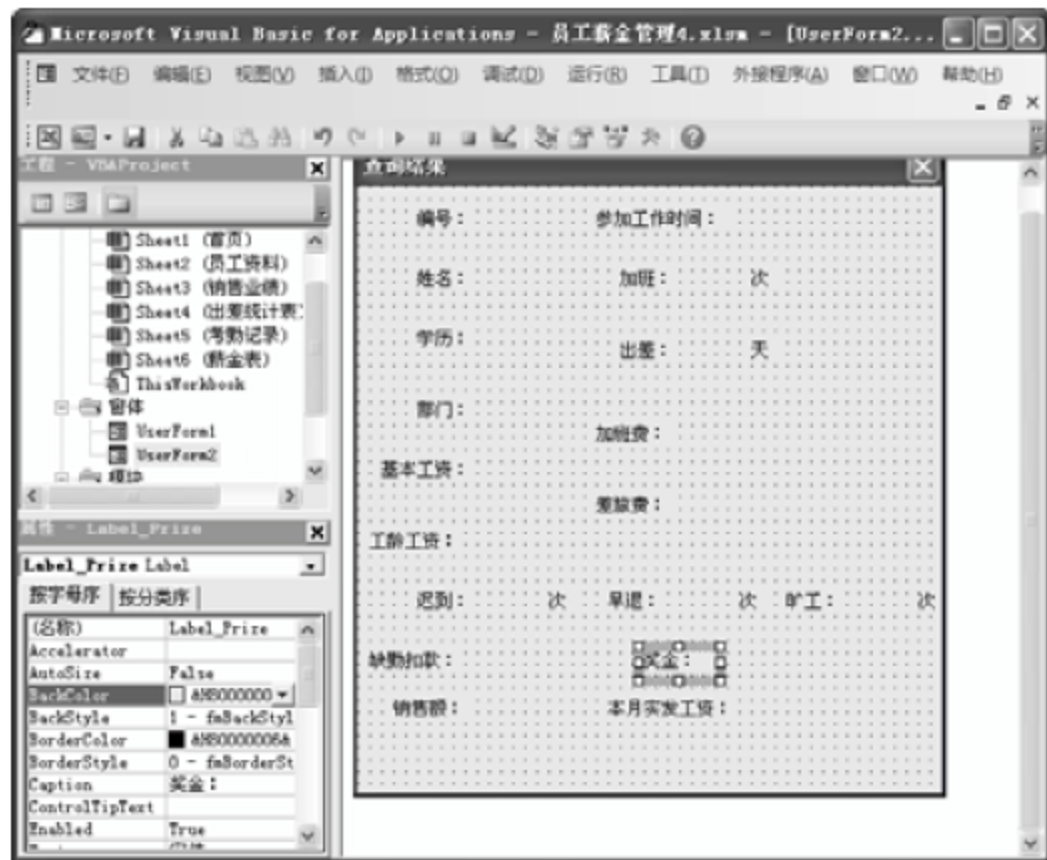 Microsoft Visual Basic for Applications - 员工薪金管理4.xlsm - [UserForm2...
文件(F) 编辑(E) 视图(V) 插入(I) 格式(O) 调试(D) 运行(R) 工具(T) 外接程序(A) 窗口(W) 帮助(H)
工程 - VBAProject
Sheet1 (首页)
Sheet2 (员工资料)
Sheet3 (销售业绩)
Sheet4 (出差统计表)
Sheet5 (考勤记录)
Sheet6 (薪金表)
ThisWorkbook
窗体
UserForm1
UserForm2
模块
属性 - Label_Prize
Label_Prize Label
按字母序 按分类序
(名称) Label_Prize
Accelerator
AutoSize False
BackColor &H8000000
BackStyle 1 - fmBackStyl
BorderColor &H80000006&
BorderStyle 0 - fmBorderSt
Caption 奖金：
ControlTipText
Enabled True
查询结果
编号： 参加工作时间：
姓名： 加班： 次
学历： 出差： 天
部门：
加班费：
基本工资：
差旅费：
工龄工资：
迟到： 次 早退： 次 旷工： 次
缺勤扣款： 奖金：
销售额： 本月实发工资：